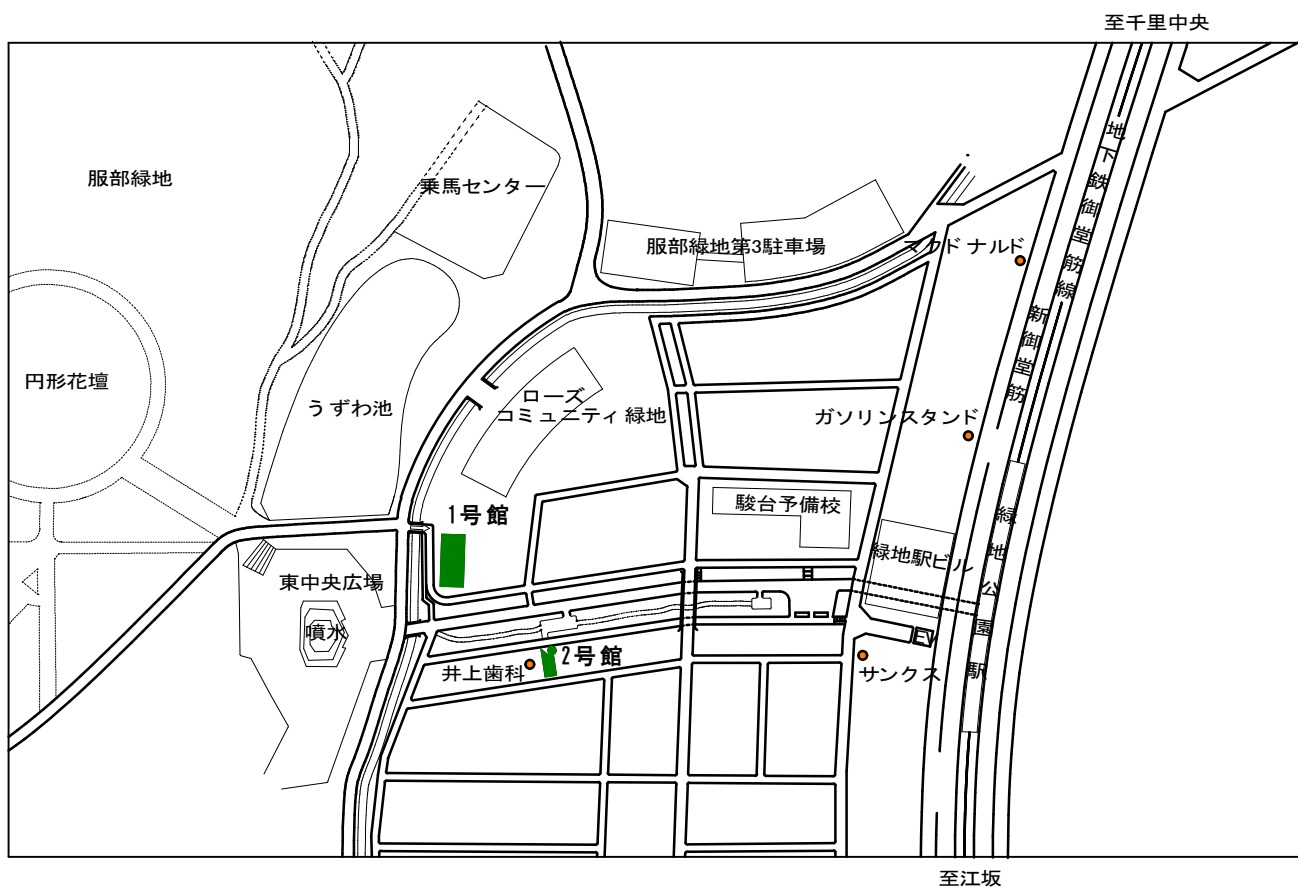 至千里中央
地下鉄御堂筋線 新御堂筋
服部緑地
乗馬センター
服部緑地第3駐車場
マクドナルド
円形花壇
うずわ池
ローズ
コミュニティ緑地
ガソリンスタンド
1号館
駿台予備校
緑地公園駅
緑地駅ビル
東中央広場
噴水
EV
2号館
井上歯科
サンクス
至江坂